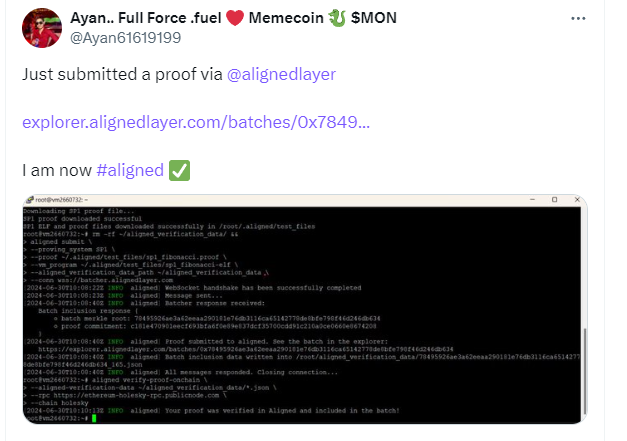 Ayan.. Full Force .fuel ❤️ Memecoin 🐉 $MON
@Ayan61619199
Just submitted a proof via @alignedlayer
explorer.alignedlayer.com/batches/0x7849...
I am now #aligned ✅
root@vm2660732: ~
Downloading SP1 proof file...
SP1 proof downloaded successful
SP1 ELF and proof files downloaded successfully in /root/.aligned/test_files
root@vm2660732:~# rm -rf ~/aligned_verification_data/ &&
> aligned submit \
> --proving_system SP1 \
> --proof ~/.aligned/test_files/sp1_fibonacci.proof \
> --vm_program ~/.aligned/test_files/sp1_fibonacci-elf \
> --aligned_verification_data_path ~/aligned_verification_data \
> --conn wss://batcher.alignedlayer.com
[2024-06-30T10:08:22Z INFO aligned] WebSocket handshake has been successfully completed
[2024-06-30T10:08:23Z INFO aligned] Message sent...
[2024-06-30T10:08:40Z INFO aligned] Batcher response received:
Batch inclusion response {
batch merkle root:
proof commitment:
}
[2024-06-30T10:08:40Z INFO aligned] Proof submitted to aligned. See the batch in the explorer:
https://explorer.alignedlayer.com/batches/
[2024-06-30T10:08:40Z INFO aligned] Batch inclusion data written into /root/aligned_verification_data/
_165.json
[2024-06-30T10:08:40Z INFO aligned] All messages responded. Closing connection...
root@vm2660732:~# aligned verify-proof-onchain \
> --aligned-verification-data ~/aligned_verification_data/*.json \
> --rpc https://ethereum-holesky-rpc.publicnode.com \
> --chain holesky
[2024-06-30T10:10:13Z INFO aligned] Your proof was verified in Aligned and included in the batch!
root@vm2660732:~#